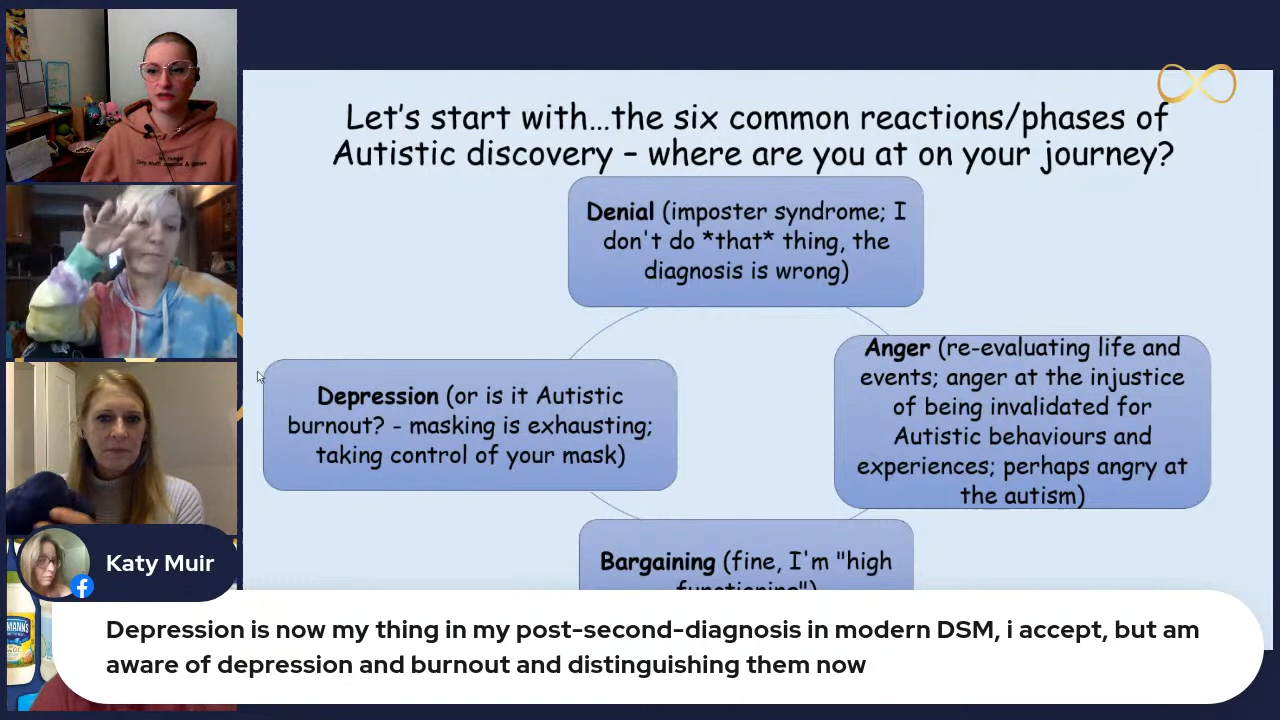 Let's start with...the six common reactions/phases of
Autistic discovery – where are you at on your journey?
Denial (imposter syndrome; I
don't do *that* thing, the
diagnosis is wrong)
Anger (re-evaluating life and
events; anger at the injustice
of being invalidated for
Autistic behaviours and
experiences; perhaps angry at
the autism)
Depression (or is it Autistic
burnout? - masking is exhausting;
taking control of your mask)
Bargaining (fine, I'm "high
functioning")
Katy Muir
Depression is now my thing in my post-second-diagnosis in modern DSM, i accept, but am
aware of depression and burnout and distinguishing them now